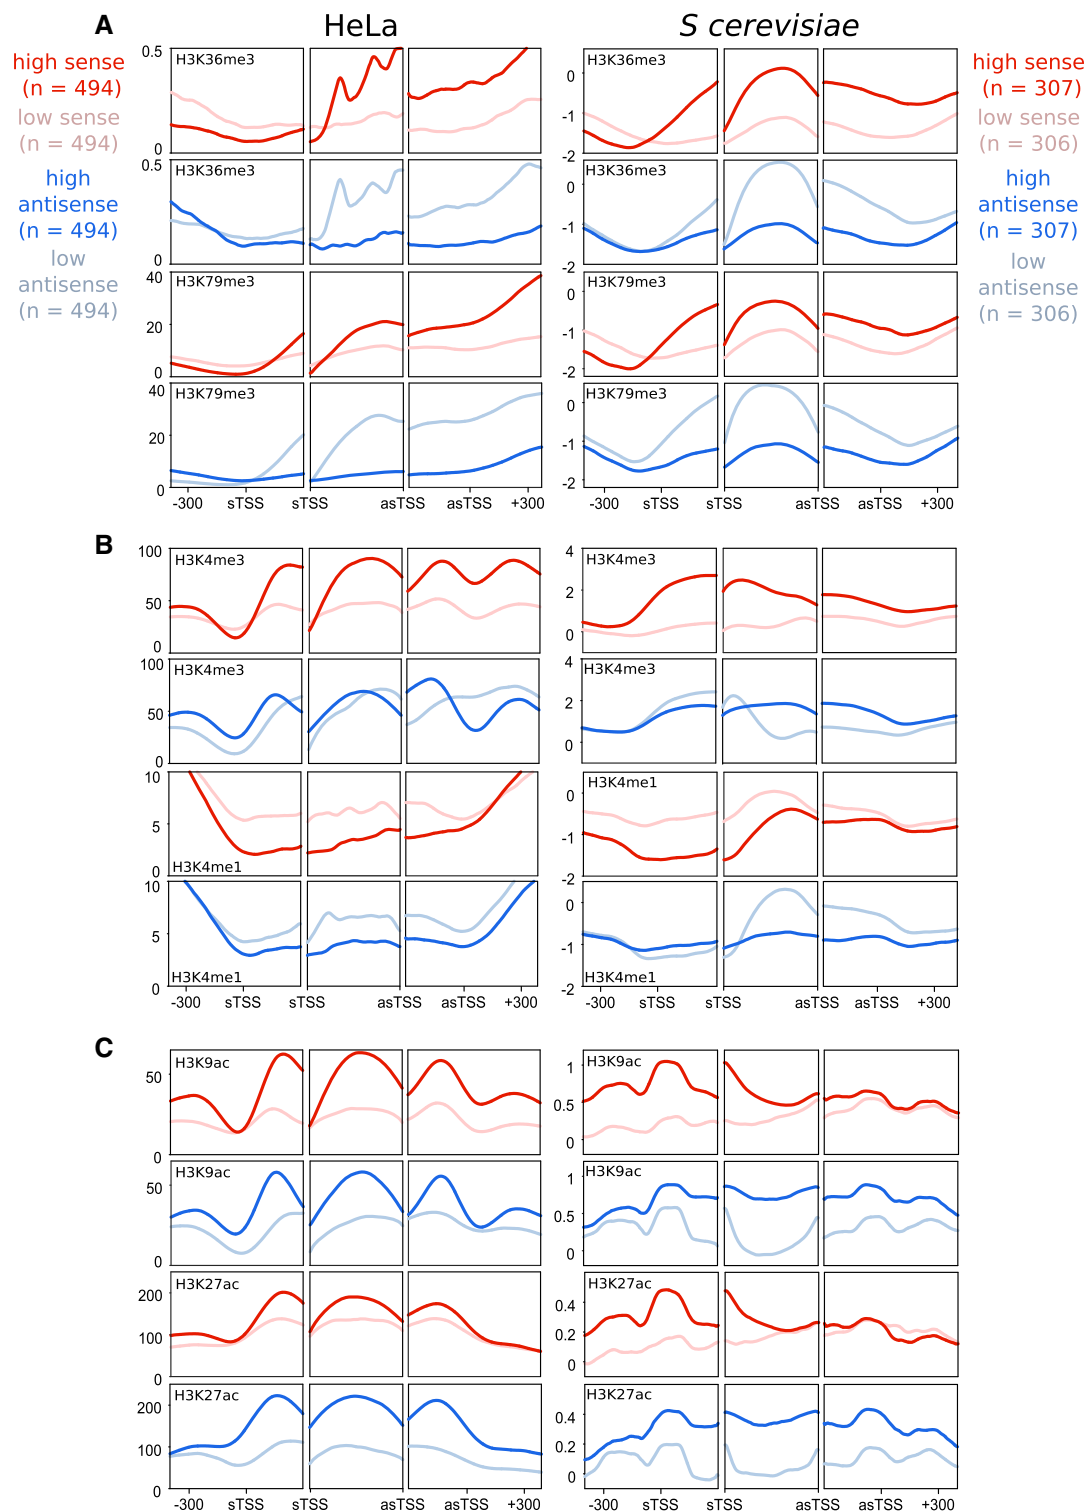 A
HeLa
S cerevisiae
high sense
(n = 494)
low sense
(n = 494)
high
antisense
(n = 494)
low
antisense
(n = 494)
high sense
(n = 307)
low sense
(n = 306)
high
antisense
(n = 307)
low
antisense
(n = 306)
0.5
H3K36me3
0
0.5
H3K36me3
0
40
H3K79me3
20
0
40
H3K79me3
20
0
-300 sTSS sTSS asTSS asTSS +300
H3K36me3
0
-1
-2
H3K36me3
0
-1
-2
H3K79me3
0
-1
-2
H3K79me3
0
-1
-2
-300 sTSS sTSS asTSS asTSS +300
B
100
H3K4me3
50
0
100
H3K4me3
50
0
10
5
0
H3K4me1
10
5
0
H3K4me1
-300 sTSS sTSS asTSS asTSS +300
4
H3K4me3
2
0
4
H3K4me3
2
0
H3K4me1
0
-1
-2
0
-1
-2
H3K4me1
-300 sTSS sTSS asTSS asTSS +300
C
H3K9ac
50
0
H3K9ac
50
0
H3K27ac
200
100
0
H3K27ac
200
100
0
-300 sTSS sTSS asTSS asTSS +300
H3K9ac
1
0.5
0
H3K9ac
1
0.5
0
H3K27ac
0.4
0.2
0
H3K27ac
0.4
0.2
0
-300 sTSS sTSS asTSS asTSS +300